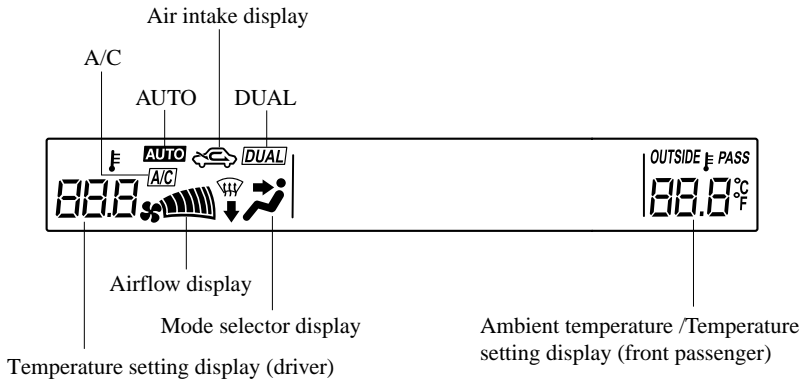 Air intake display
A/C
AUTO DUAL
AUTO DUAL OUTSIDE PASS
A/C
88.8 88.8 °C
°F
Airflow display
Mode selector display
Ambient temperature /Temperature
setting display (front passenger)
Temperature setting display (driver)